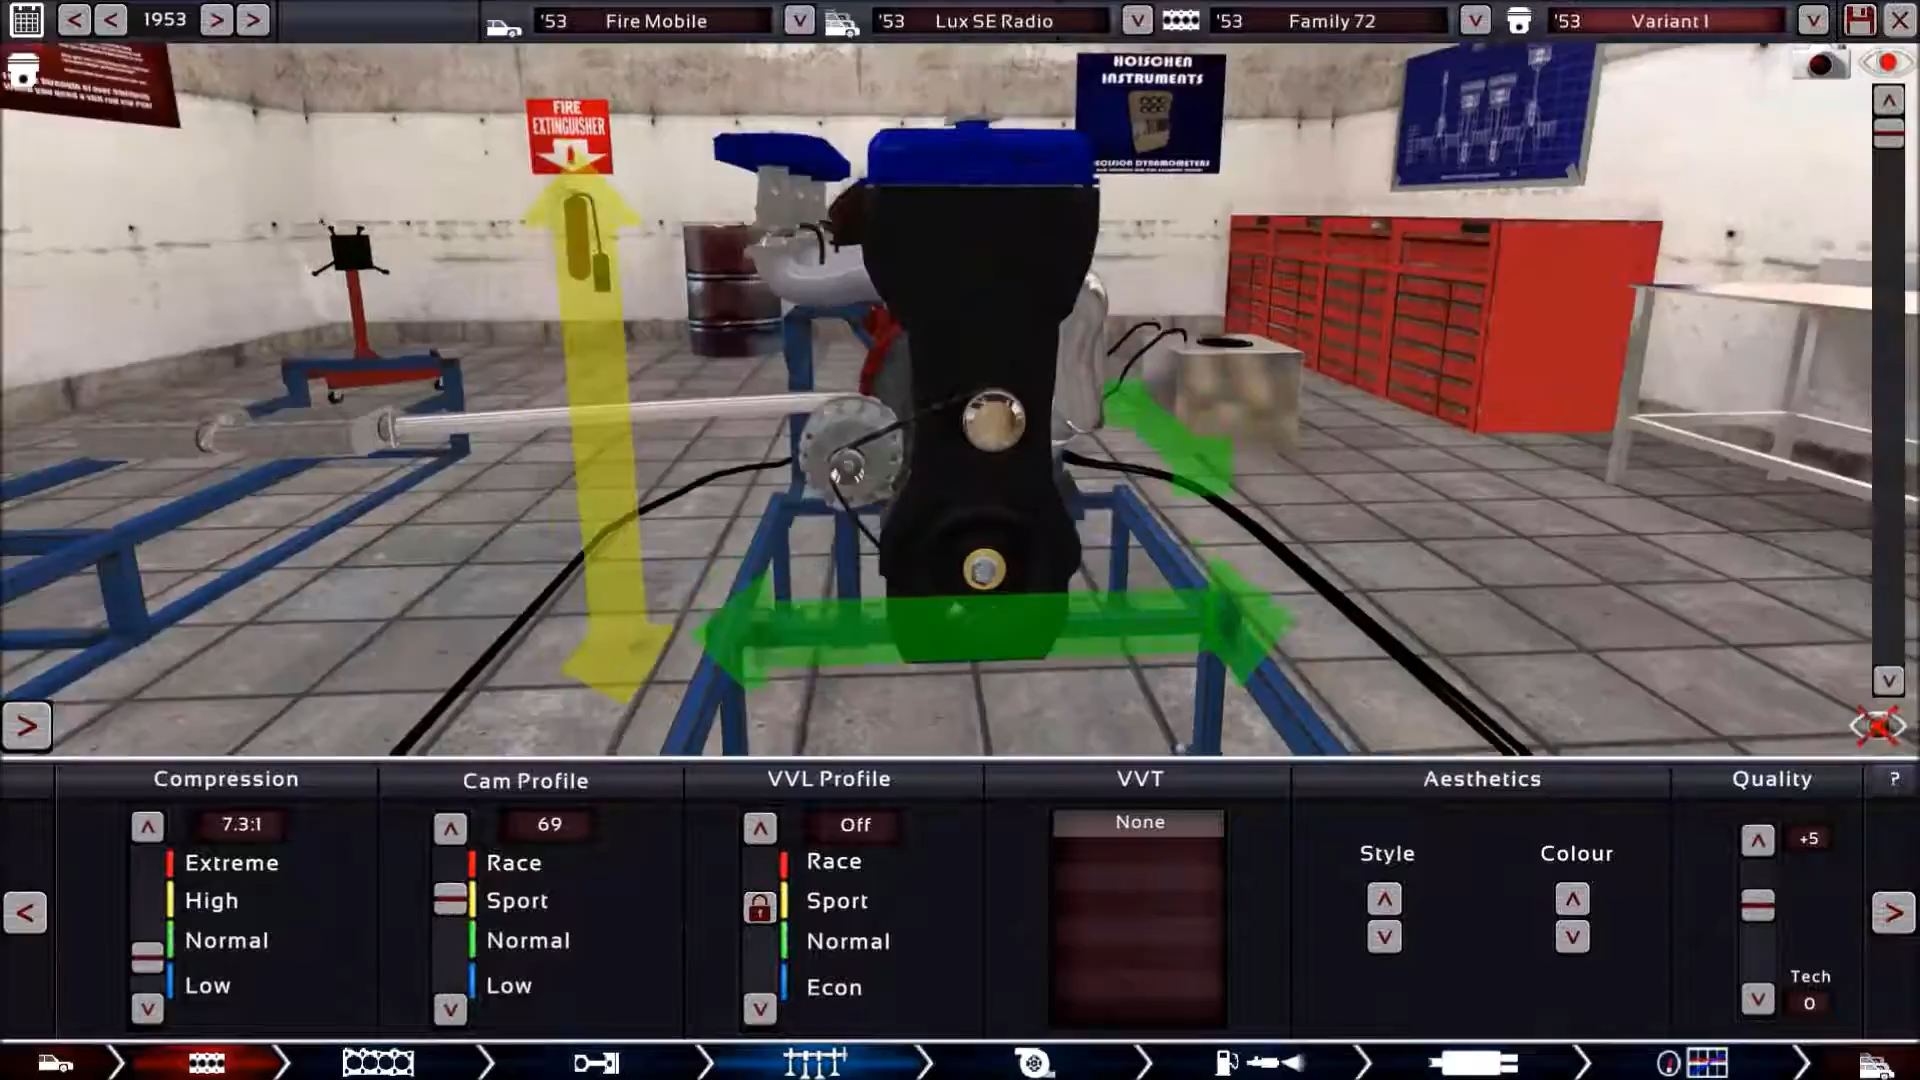 1953
'53 Fire Mobile
'53 Lux SE Radio
'53 Family 72
'53 Variant 1
FIRE
EXTINGUISHER
HOISCHEN
INSTRUMENTS
Compression
Cam Profile
VVL Profile
VVT
Aesthetics
Quality
?
7.3:1
Extreme
High
Normal
Low
69
Race
Sport
Normal
Low
Off
Race
Sport
Normal
Econ
None
Style
Colour
+5
Tech
0